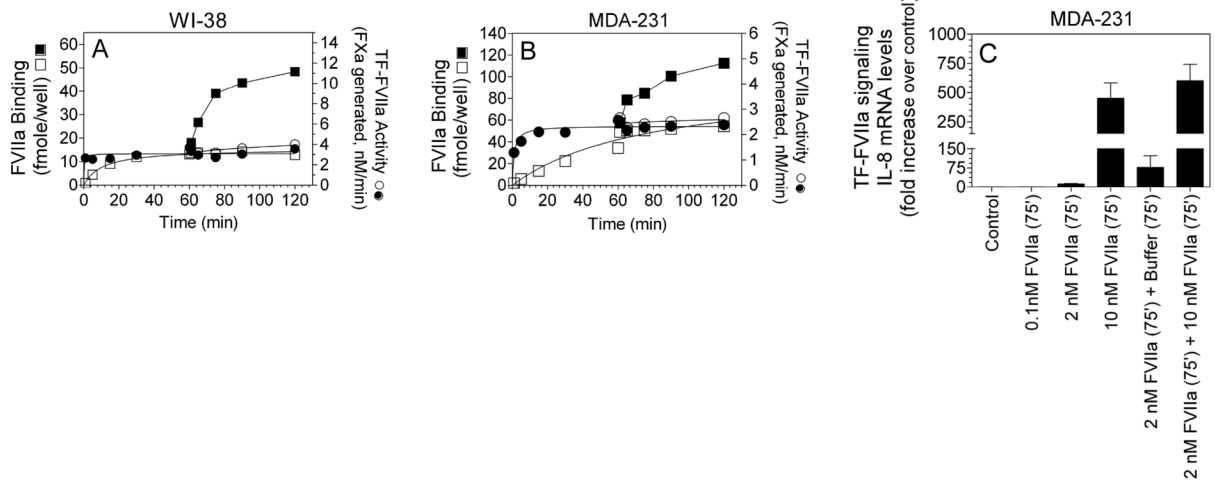 WI-38
A
FVIIa Binding
(fmole/well)
60
50
40
30
20
10
0
0 20 40 60 80 100 120
Time (min)
14
12
10
8
6
4
2
0
TF-FVIIa Activity
(FXa generated, nM/min)
MDA-231
B
FVIIa Binding
(fmole/well)
140
120
100
80
60
40
20
0
0 20 40 60 80 100 120
Time (min)
6
5
4
3
2
1
0
TF-FVIIa Activity
(FXa generated, nM/min)
MDA-231
C
TF-FVIIa signaling
IL-8 mRNA levels
(fold increase over control)
1000
750
500
250
150
75
0
Control
0.1nM FVIIa (75')
2 nM FVIIa (75')
10 nM FVIIa (75')
2 nM FVIIa (75') + Buffer (75')
2 nM FVIIa (75') + 10 nM FVIIa (75')